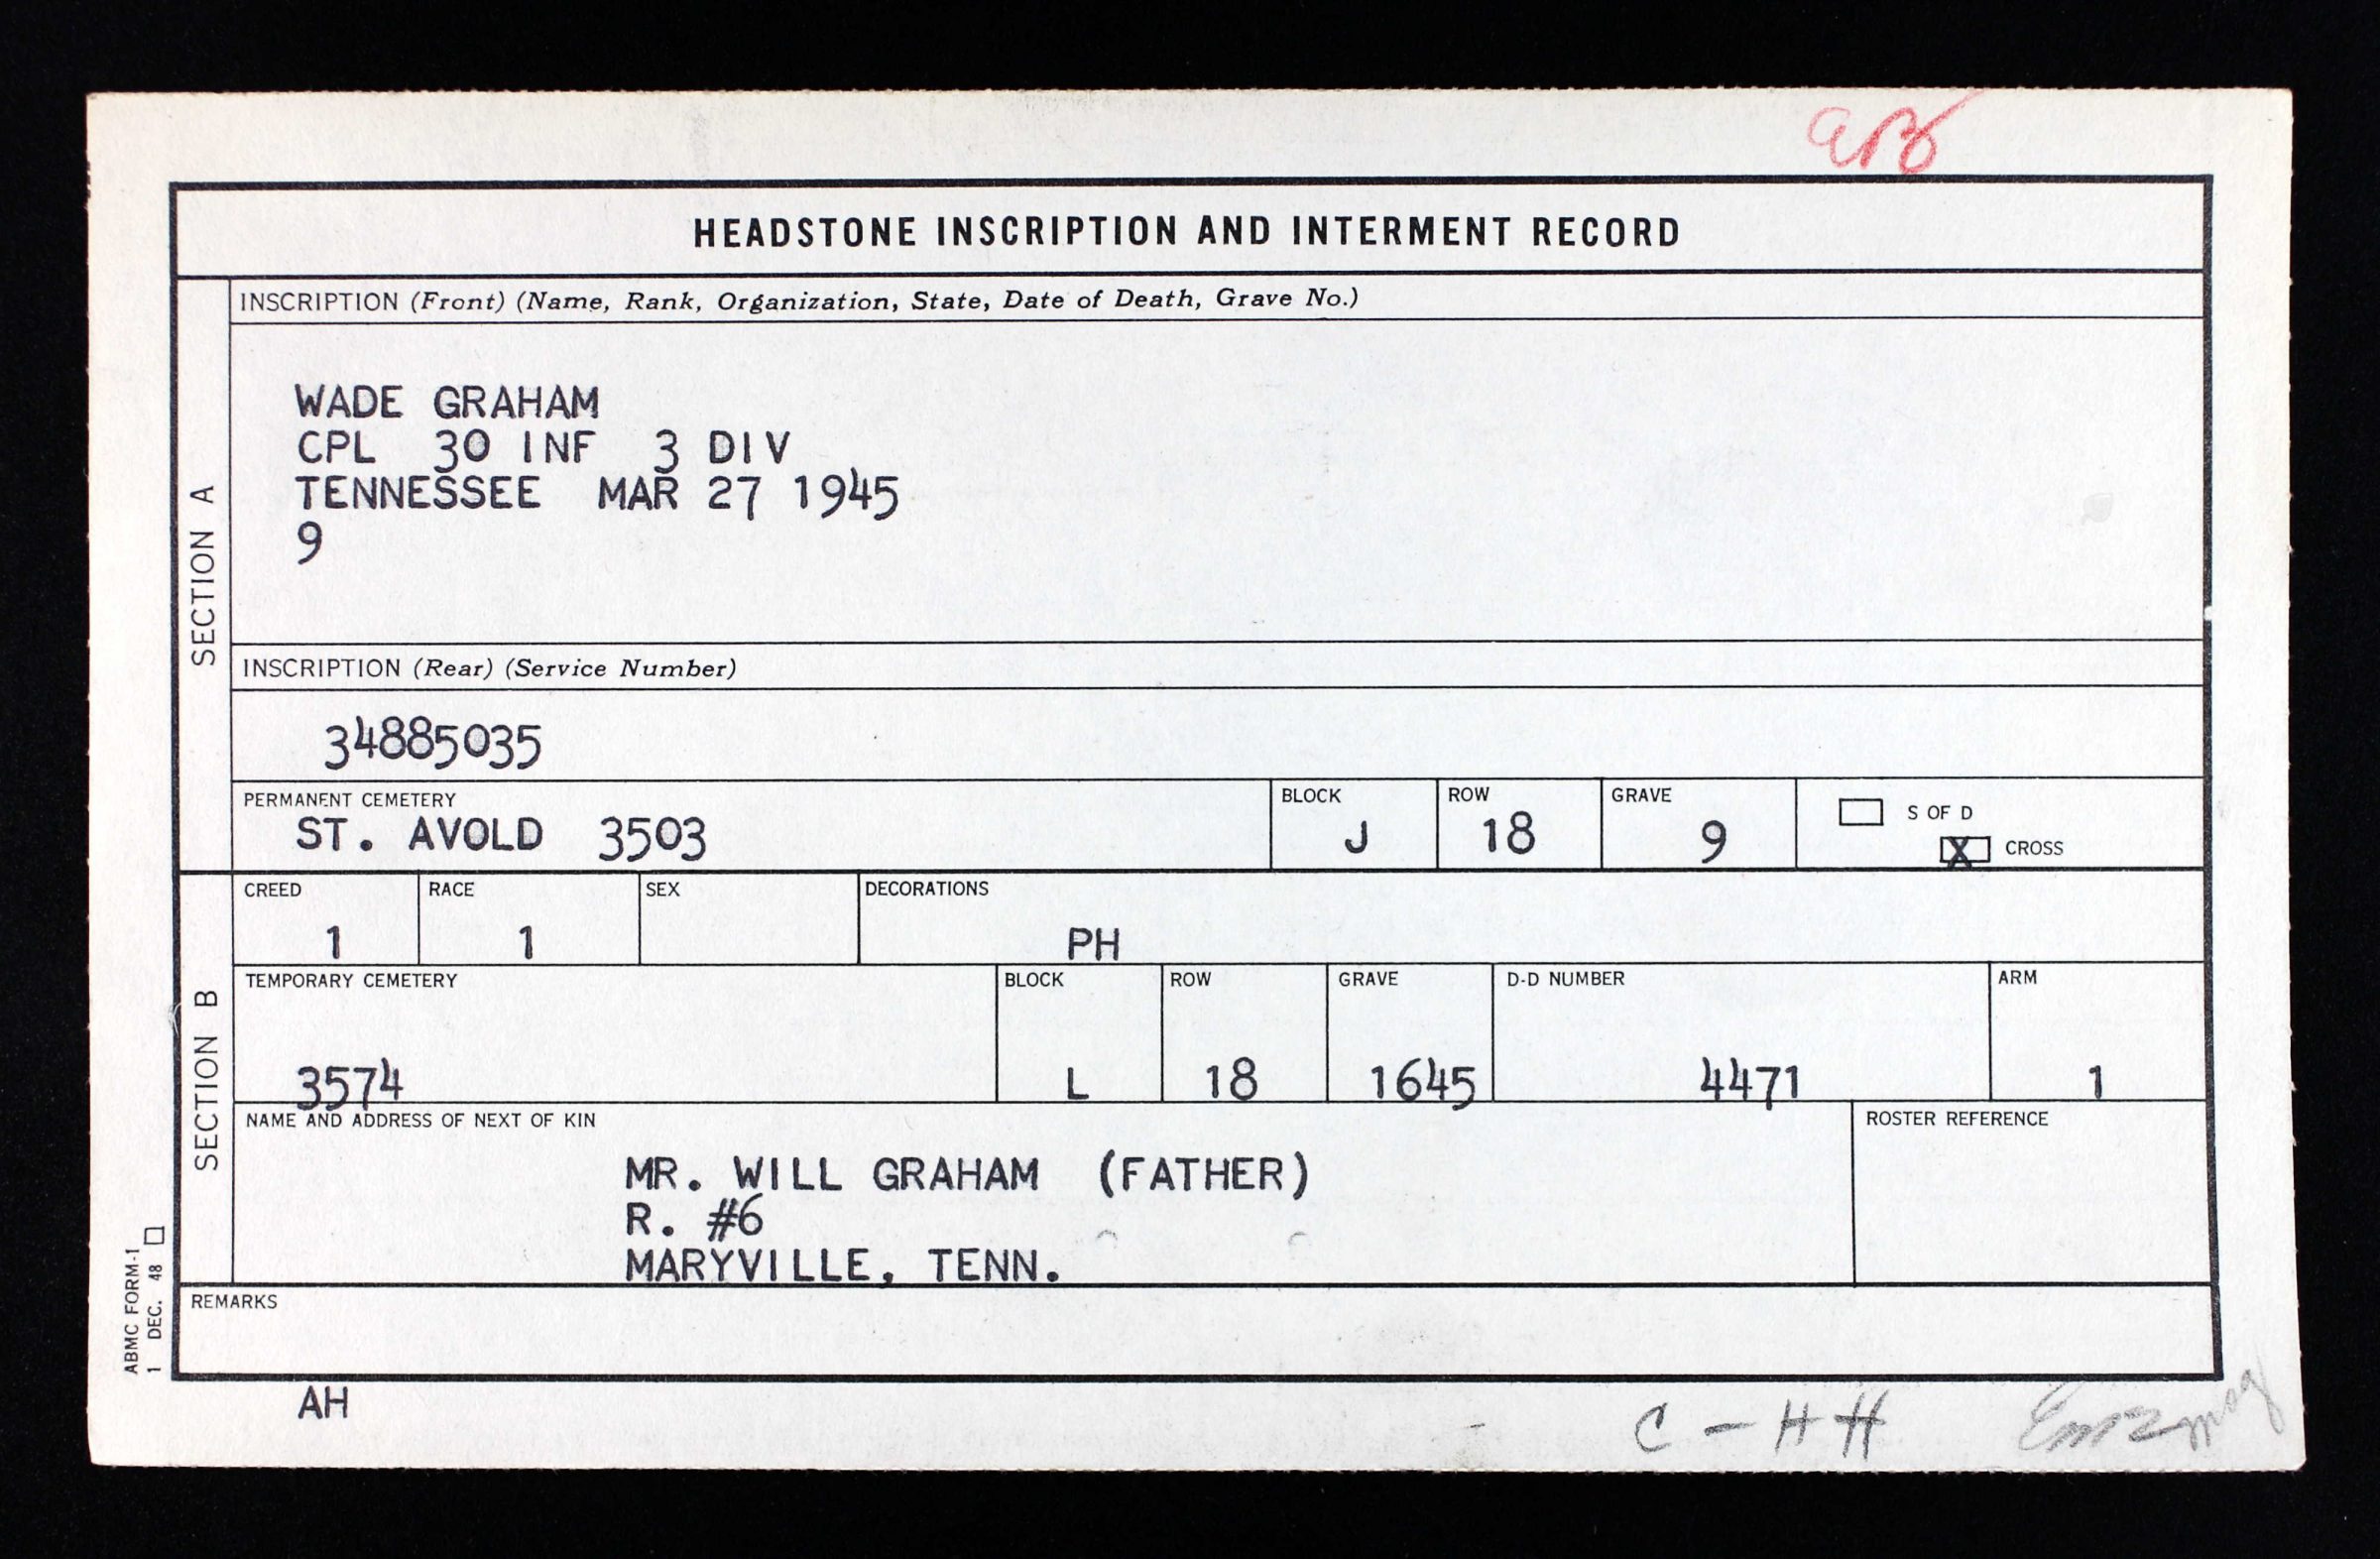 HEADSTONE INSCRIPTION AND INTERMENT RECORD
SECTION A
INSCRIPTION (Front) (Name, Rank, Organization, State, Date of Death, Grave No.)
WADE GRAHAM
CPL 30 INF 3 DIV
TENNESSEE MAR 27 1945
9
INSCRIPTION (Rear) (Service Number)
34885035
PERMANENT CEMETERY BLOCK ROW GRAVE
ST. AVOLD 3503 J 18 9
S OF D
X CROSS
SECTION B
CREED RACE SEX DECORATIONS
1 1 PH
TEMPORARY CEMETERY BLOCK ROW GRAVE D-D NUMBER ARM
3574 L 18 1645 4471 1
NAME AND ADDRESS OF NEXT OF KIN ROSTER REFERENCE
MR. WILL GRAHAM (FATHER)
R. #6
MARYVILLE, TENN.
REMARKS
ABMC FORM-1
1 DEC. 48
AH
C - H H